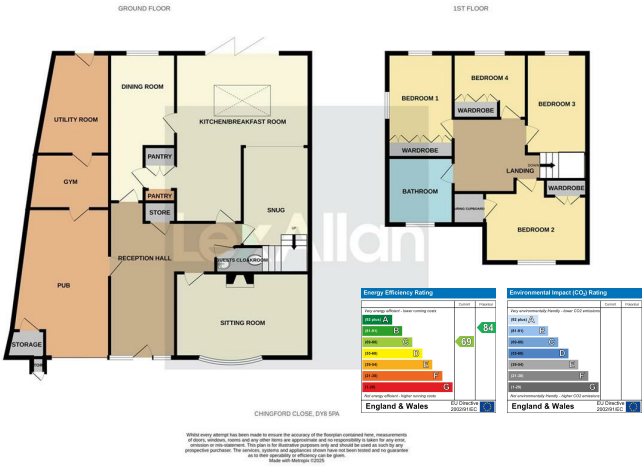 GROUND FLOOR
1ST FLOOR
DINING ROOM
KITCHEN/BREAKFAST ROOM
UTILITY ROOM
PANTRY
GYM
PANTRY
STORE
SNUG
UP
RECEPTION HALL
GUESTS CLOAKROOM
PUB
SITTING ROOM
STORAGE
BEDROOM 1
BEDROOM 4
BEDROOM 3
WARDROBE
WARDROBE
DOWN
LANDING
BATHROOM
WARDROBE
CUPBOARD
BEDROOM 2
Lex Allan
Energy Efficiency Rating
Current
Potential
Very energy efficient - lower running costs
(92 plus) A
(81-91) B
(69-80) C
(55-68) D
(39-54) E
(21-38) F
(1-20) G
Not energy efficient - higher running costs
69
84
England & Wales
EU Directive
2002/91/EC
Environmental Impact (CO2) Rating
Current
Potential
Very environmentally friendly - lower CO2 emissions
(92 plus) A
(81-91) B
(69-80) C
(55-68) D
(39-54) E
(21-38) F
(1-20) G
Not environmentally friendly - higher CO2 emissions
England & Wales
EU Directive
2002/91/EC
CHINGFORD CLOSE, DY8 5PA
Whilst every attempt has been made to ensure the accuracy of the floorplan contained here, measurements
of doors, windows, rooms and any other items are approximate and no responsibility is taken for any error,
omission or mis-statement. This plan is for illustrative purposes only and should be used as such by any
prospective purchaser. The services, systems and appliances shown have not been tested and no guarantee
as to their operability or efficiency can be given.
Made with Metropix ©2025